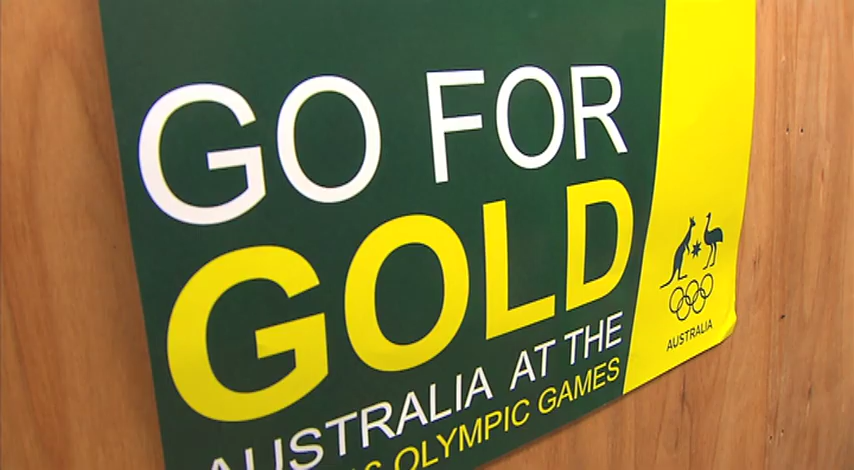 GO FOR
GOLD
AUSTRALIA AT THE
OLYMPIC GAMES
AUSTRALIA